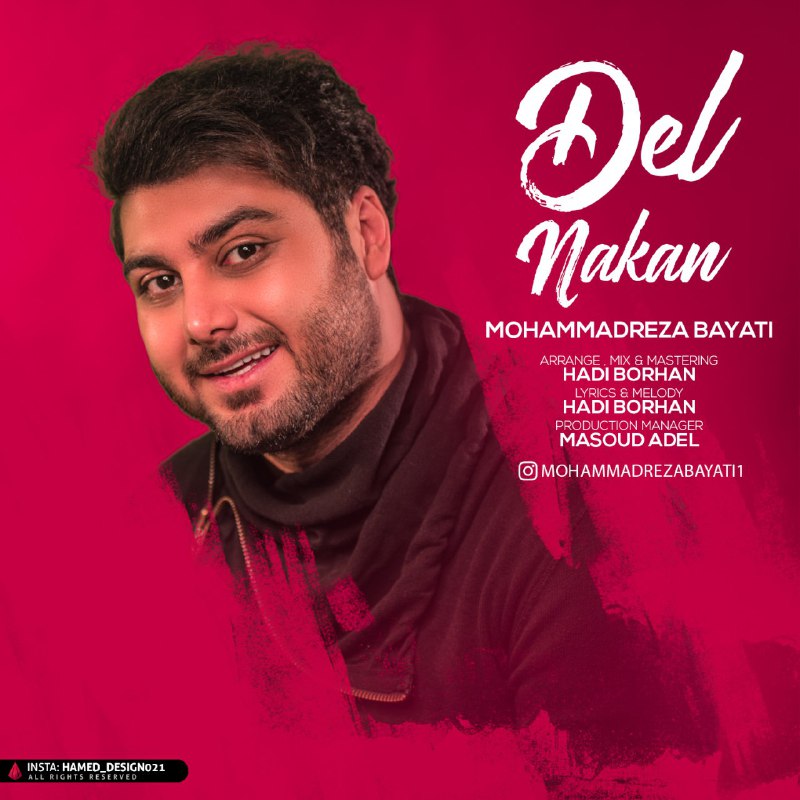 Del
Nakan
MOHAMMADREZA BAYATI
ARRANGE . MIX & MASTERING
HADI BORHAN
LYRICS & MELODY
HADI BORHAN
PRODUCTION MANAGER
MASOUD ADEL
MOHAMMADREZABAYATI1
INSTA: HAMED_DESIGN021
ALL RIGHTS RESERVED